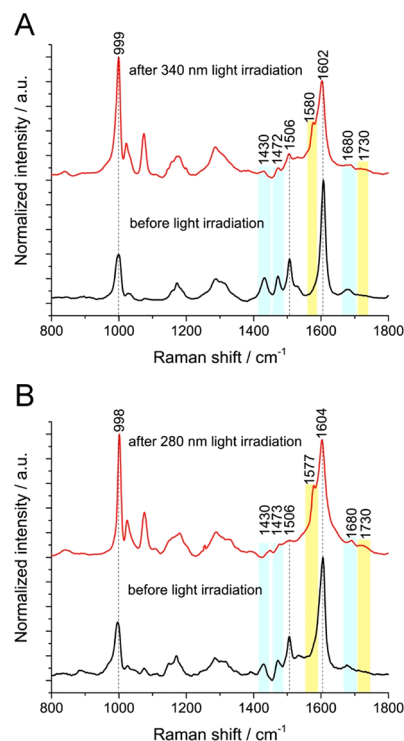 A
999
1602
after 340 nm light irradiation
1430
1472
1506
1580
1680
1730
before light irradiation
Normalized intensity / a.u.
800 1000 1200 1400 1600 1800
Raman shift / cm-1
B
998
1604
after 280 nm light irradiation
1430
1473
1506
1577
1680
1730
before light irradiation
Normalized intensity / a.u.
800 1000 1200 1400 1600 1800
Raman shift / cm-1